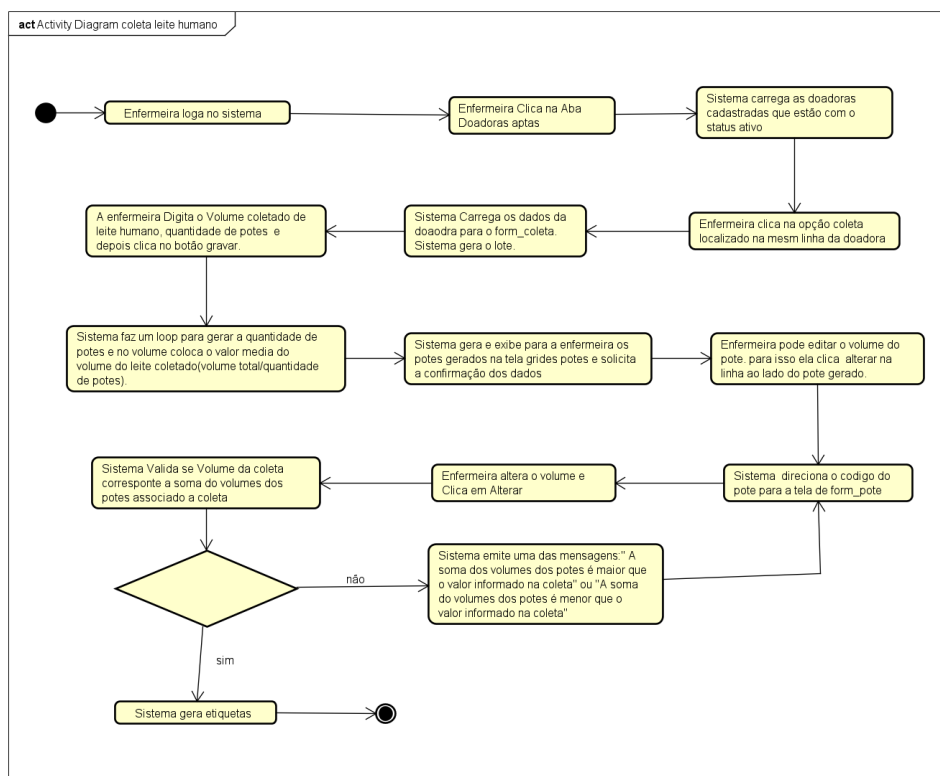 act Activity Diagram coleta leite humano
Enfermeira loga no sistema
Enfermeira Clica na Aba
Doadoras aptas
Sistema carrega as doadoras
cadastradas que estão com o
status ativo
A enfermeira Digita o Volume coletado de
leite humano, quantidade de potes e
depois clica no botão gravar.
Sistema Carrega os dados da
doaodra para o form_coleta.
Sistema gera o lote.
Enfermeira clica na opção coleta
localizado na mesm linha da doadora
Sistema faz um loop para gerar a quantidade de
potes e no volume coloca o valor media do
volume do leite coletado(volume total/quantidade
de potes).
Sistema gera e exibe para a enfermeira os
potes gerados na tela grides potes e solicita
a confirmação dos dados
Enfermeira pode editar o volume do
pote. para isso ela clica alterar na
linha ao lado do pote gerado.
Sistema Valida se Volume da coleta
corresponte a soma do volumes dos
potes associado a coleta
Enfermeira altera o volume e
Clica em Alterar
Sistema direciona o codigo do
pote para a tela de form_pote
não
Sistema emite uma das mensagens:" A
soma dos volumes dos potes é maior que
o valor informado na coleta" ou "A soma
do volumes dos potes é menor que o
valor informado na coleta"
sim
Sistema gera etiquetas